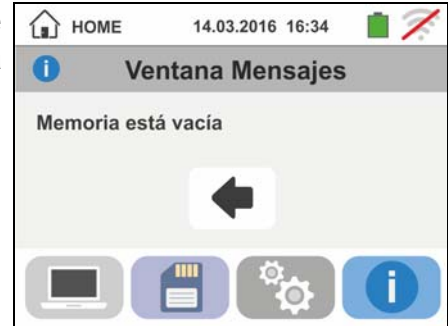 HOME 14.03.2016 16:34
i Ventana Mensajes
Memoria está vacía
i